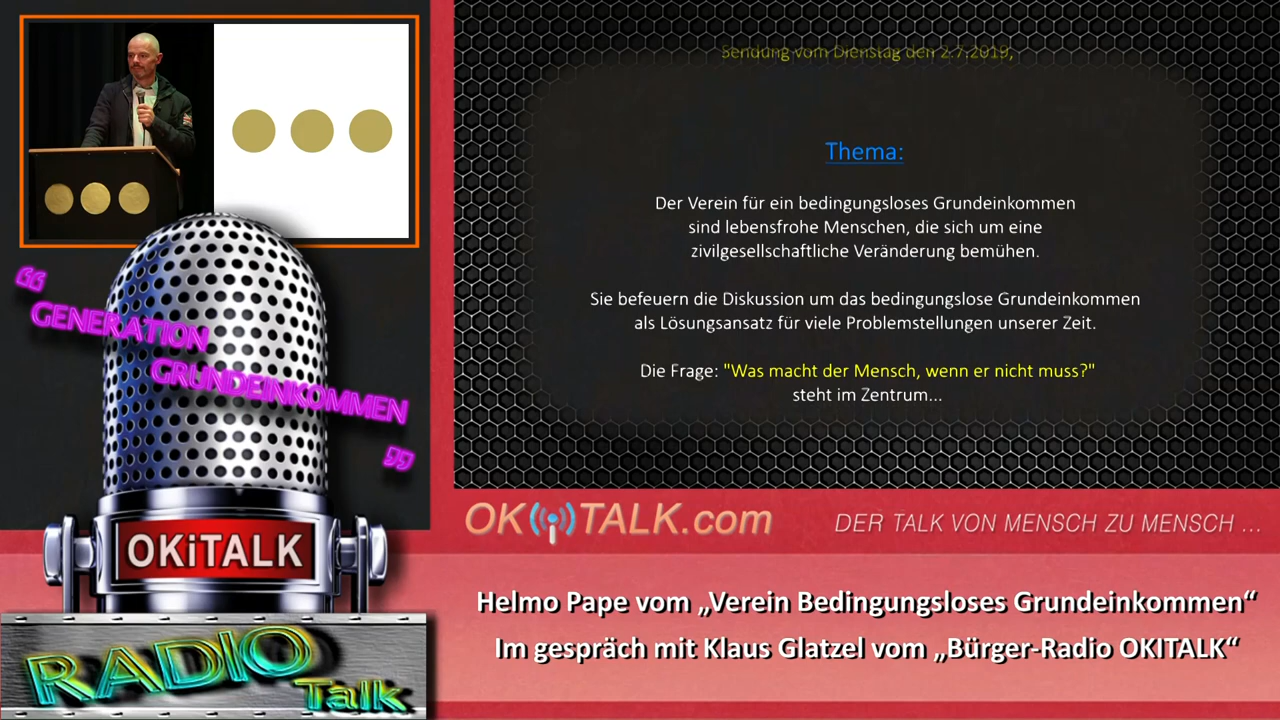 Sendung vom Dienstag den 2.7.2019,
Thema:
Der Verein für ein bedingungsloses Grundeinkommen
sind lebensfrohe Menschen, die sich um eine
zivilgesellschaftliche Veränderung bemühen.
Sie befeuern die Diskussion um das bedingungslose Grundeinkommen
als Lösungsansatz für viele Problemstellungen unserer Zeit.
Die Frage: "Was macht der Mensch, wenn er nicht muss?"
steht im Zentrum...
“
GENERATION
GRUNDEINKOMMEN
”
OKiTALK
RADIO
Talk
OKiTALK.com
DER TALK VON MENSCH ZU MENSCH ...
Helmo Pape vom „Verein Bedingungsloses Grundeinkommen“
Im gespräch mit Klaus Glatzel vom „Bürger-Radio OKITALK“